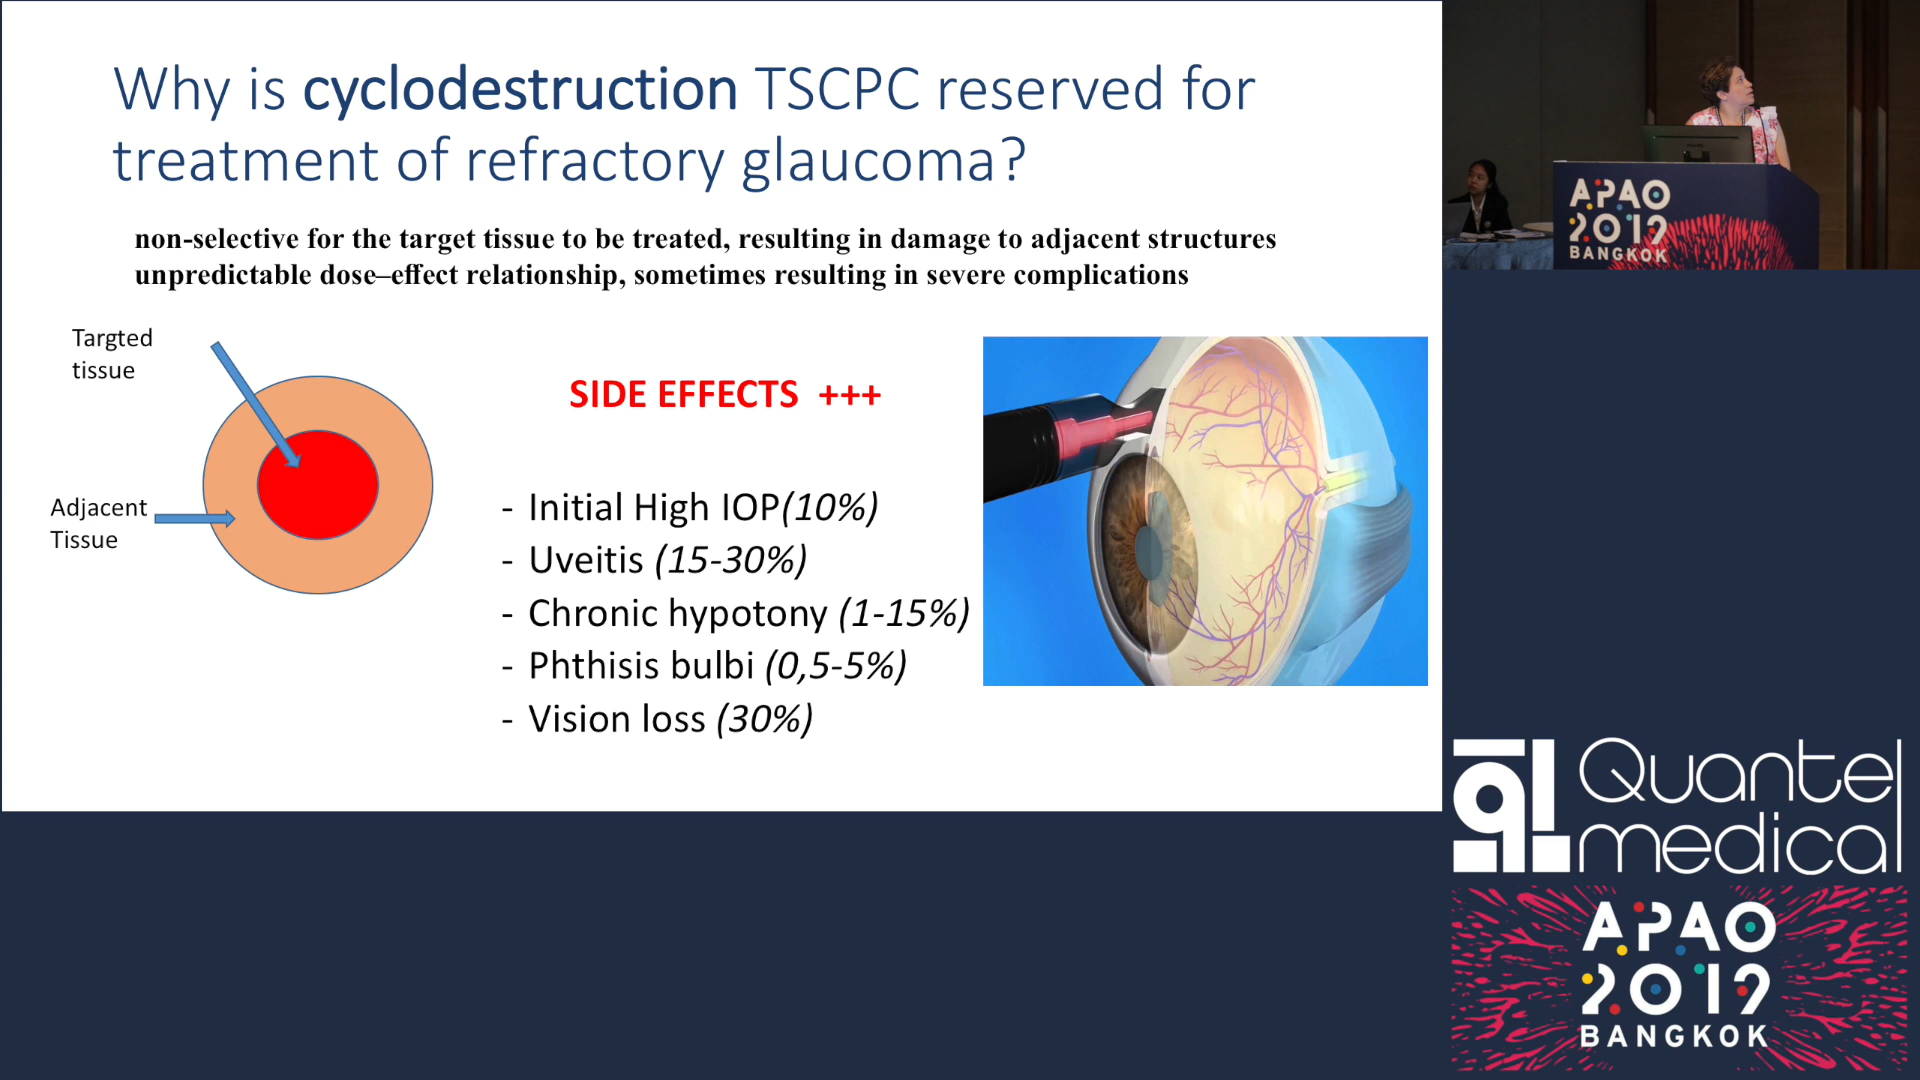 Why is cyclodestruction TSCPC reserved for
treatment of refractory glaucoma?
non-selective for the target tissue to be treated, resulting in damage to adjacent structures
unpredictable dose–effect relationship, sometimes resulting in severe complications
Targted
tissue
Adjacent
Tissue
SIDE EFFECTS +++
- Initial High IOP(10%)
- Uveitis (15-30%)
- Chronic hypotony (1-15%)
- Phthisis bulbi (0,5-5%)
- Vision loss (30%)
APAO
2019
BANGKOK
Quantel
medical
APAO
2019
BANGKOK